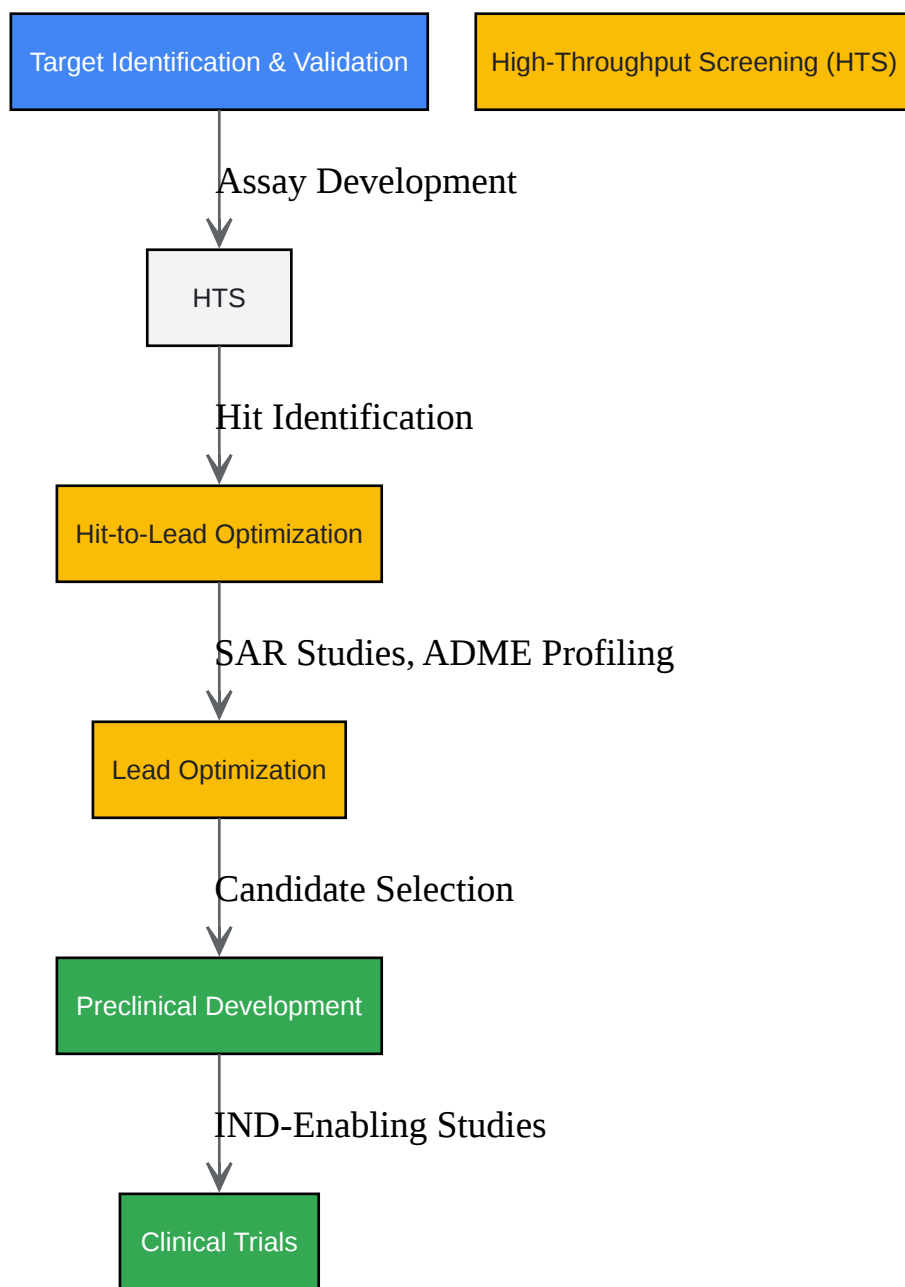 Target Identification & Validation
High-Throughput Screening (HTS)
Assay Development
HTS
Hit Identification
Hit-to-Lead Optimization
SAR Studies, ADME Profiling
Lead Optimization
Candidate Selection
Preclinical Development
IND-Enabling Studies
Clinical Trials